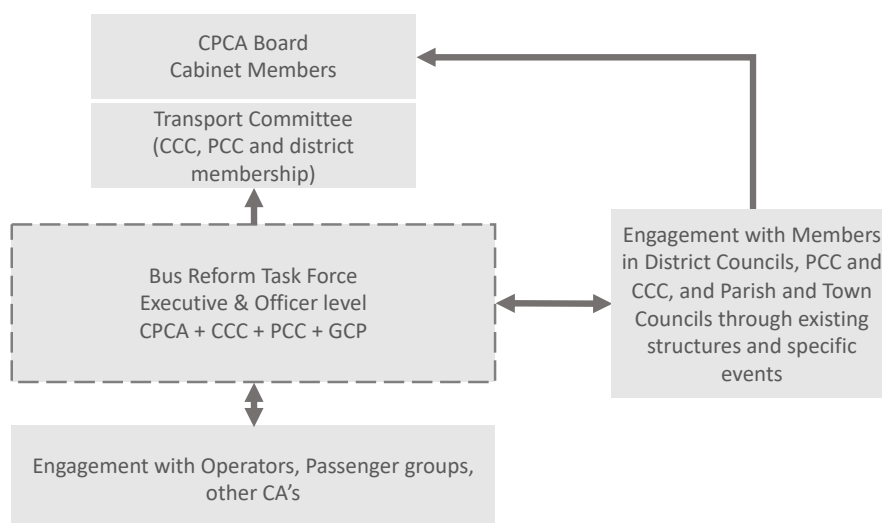 CPCA Board
Cabinet Members
Transport Committee
(CCC, PCC and district
membership)
Bus Reform Task Force
Executive & Officer level
CPCA + CCC + PCC + GCP
Engagement with Members
in District Councils, PCC and
CCC, and Parish and Town
Councils through existing
structures and specific
events
Engagement with Operators, Passenger groups,
other CA’s